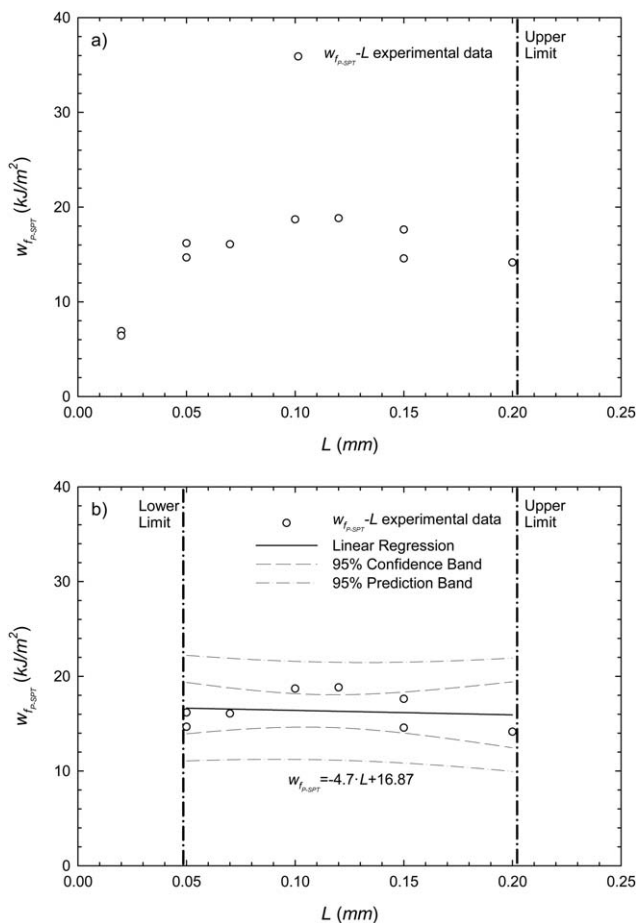 a)
w_{f_{P-SPT}}-L experimental data
Upper
Limit
40
30
20
10
0
w_{f_{P-SPT}} (kJ/m²)
0.00 0.05 0.10 0.15 0.20 0.25
L (mm)
b)
Lower
Limit
w_{f_{P-SPT}}-L experimental data
Linear Regression
95% Confidence Band
95% Prediction Band
Upper
Limit
40
30
20
10
0
w_{f_{P-SPT}} (kJ/m²)
w_{f_{P-SPT}}=-4.7·L+16.87
0.00 0.05 0.10 0.15 0.20 0.25
L (mm)